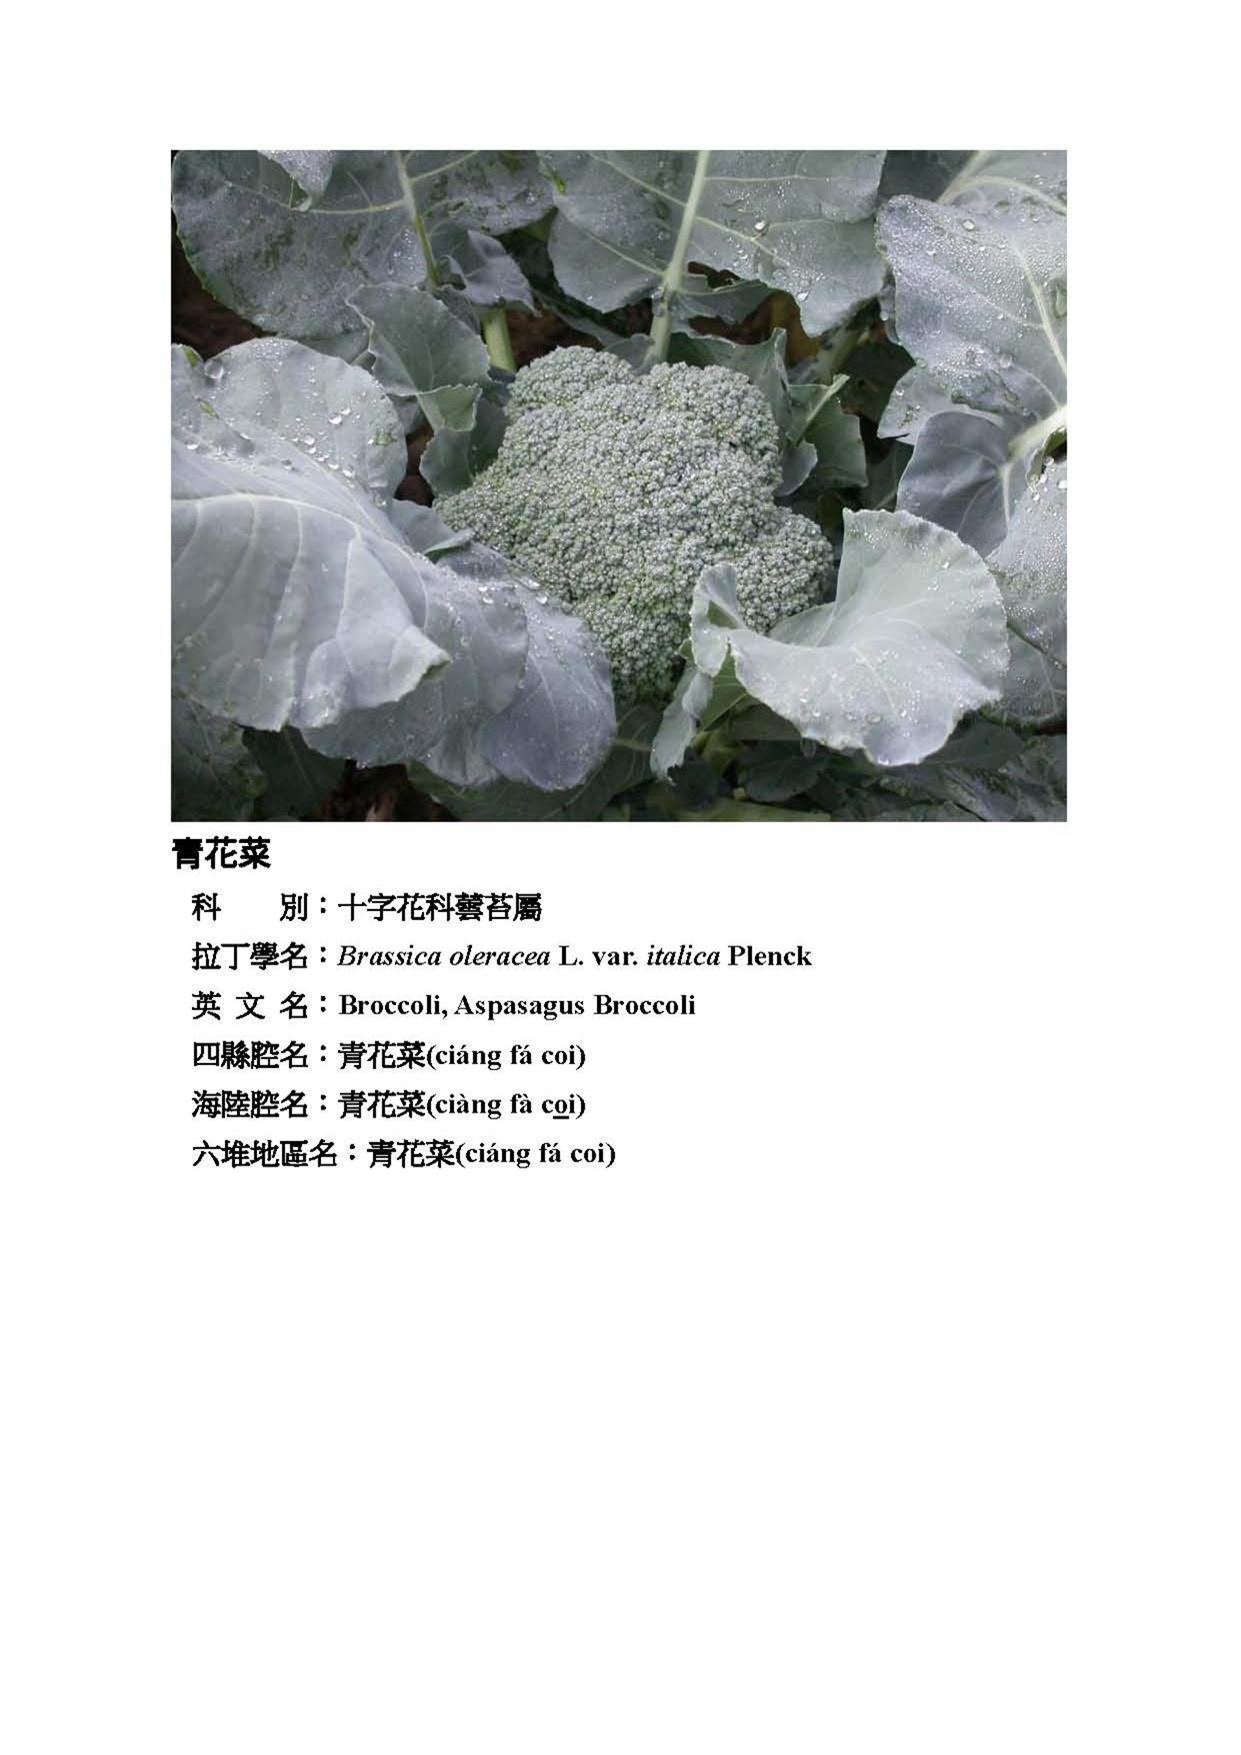 青花菜
科　　別：十字花科蕓苔屬
拉丁學名：Brassica oleracea L. var. italica Plenck
英 文 名：Broccoli, Aspasagus Broccoli
四縣腔名：青花菜(ciáng fá coi)
海陸腔名：青花菜(ciàng fà coi)
六堆地區名：青花菜(ciáng fá coi)